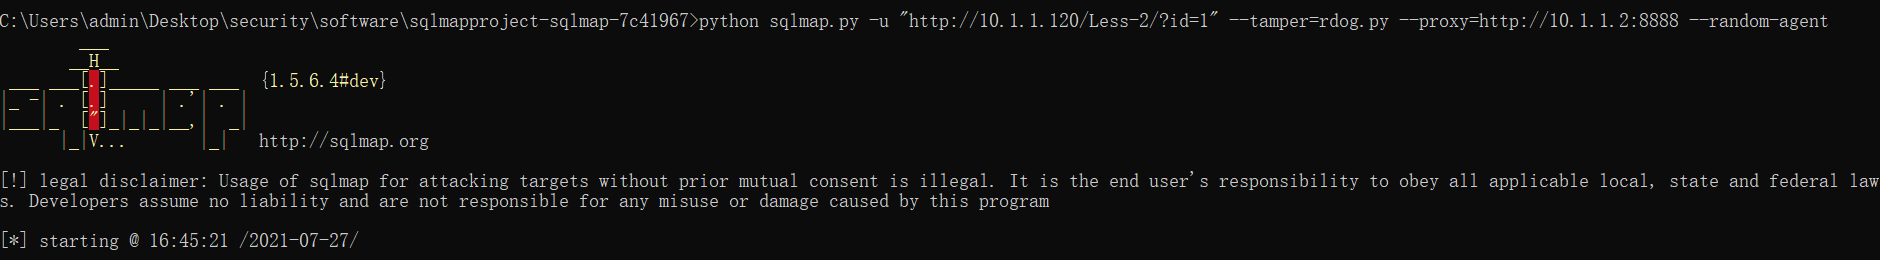 C:\Users\admin\Desktop\security\software\sqlmapproject-sqlmap-7c41967>python sqlmap.py -u "http://10.1.1.120/Less-2/?id=1" --tamper=rdog.py --proxy=http://10.1.1.2:8888 --random-agent
        ___
       __H__
 ___ ___[.]_____ ___ ___  {1.5.6.4#dev}
|_ -| . [.]     | .'| . |
|___|_  ["]_|_|_|__,|  _|
      |_|V...       |_|   http://sqlmap.org
[!] legal disclaimer: Usage of sqlmap for attacking targets without prior mutual consent is illegal. It is the end user's responsibility to obey all applicable local, state and federal law
s. Developers assume no liability and are not responsible for any misuse or damage caused by this program
[*] starting @ 16:45:21 /2021-07-27/